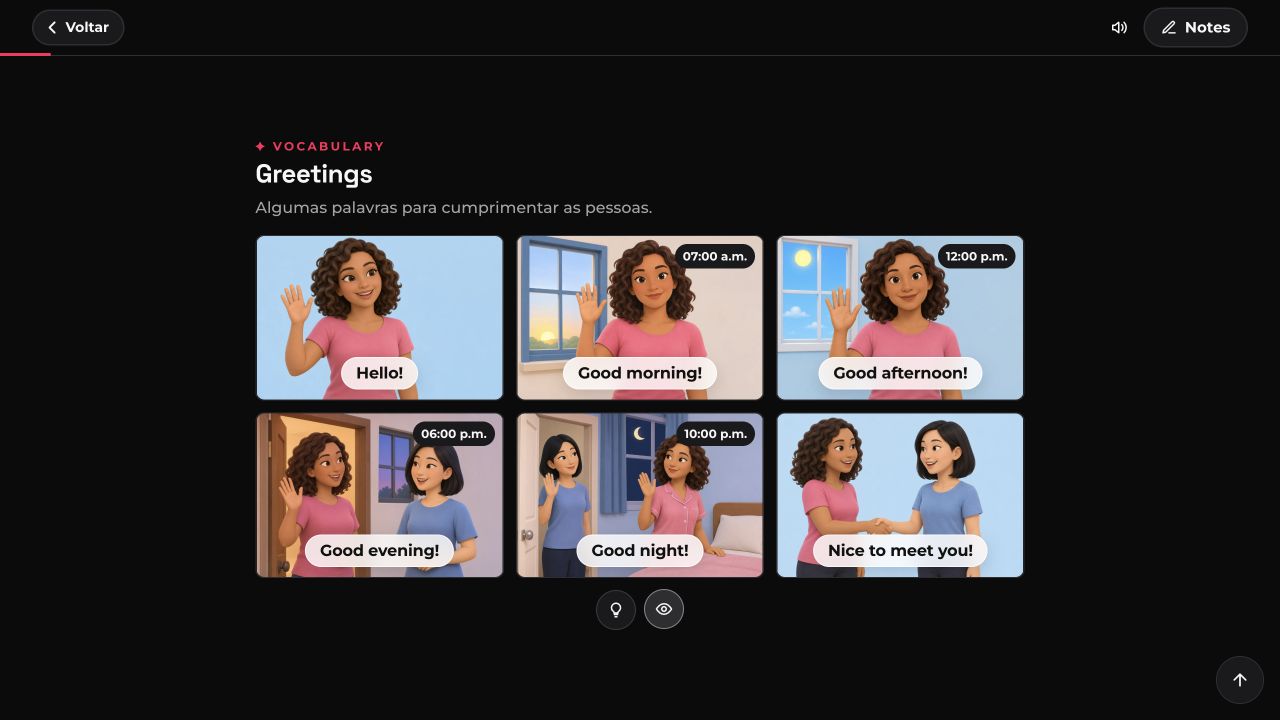 Voltar
Notes
VOCABULARY
Greetings
Algumas palavras para cumprimentar as pessoas.
Hello!
07:00 a.m.
Good morning!
12:00 p.m.
Good afternoon!
06:00 p.m.
Good evening!
10:00 p.m.
Good night!
Nice to meet you!